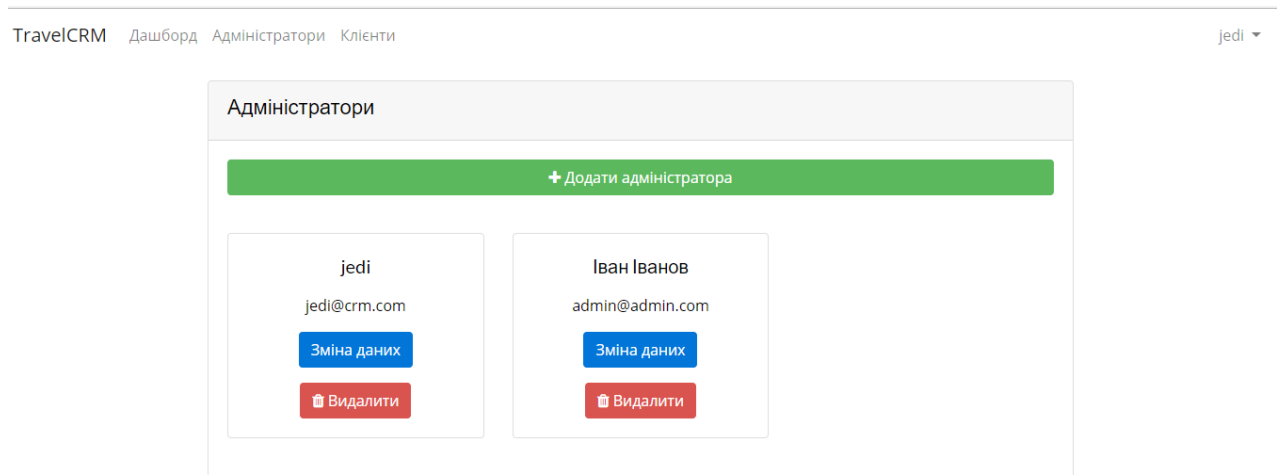 TravelCRM Дашборд Адміністратори Клієнти jedi
Адміністратори
Додати адміністратора
jedi Іван Іванов
jedi@crm.com admin@admin.com
Зміна даних Зміна даних
Видалити Видалити